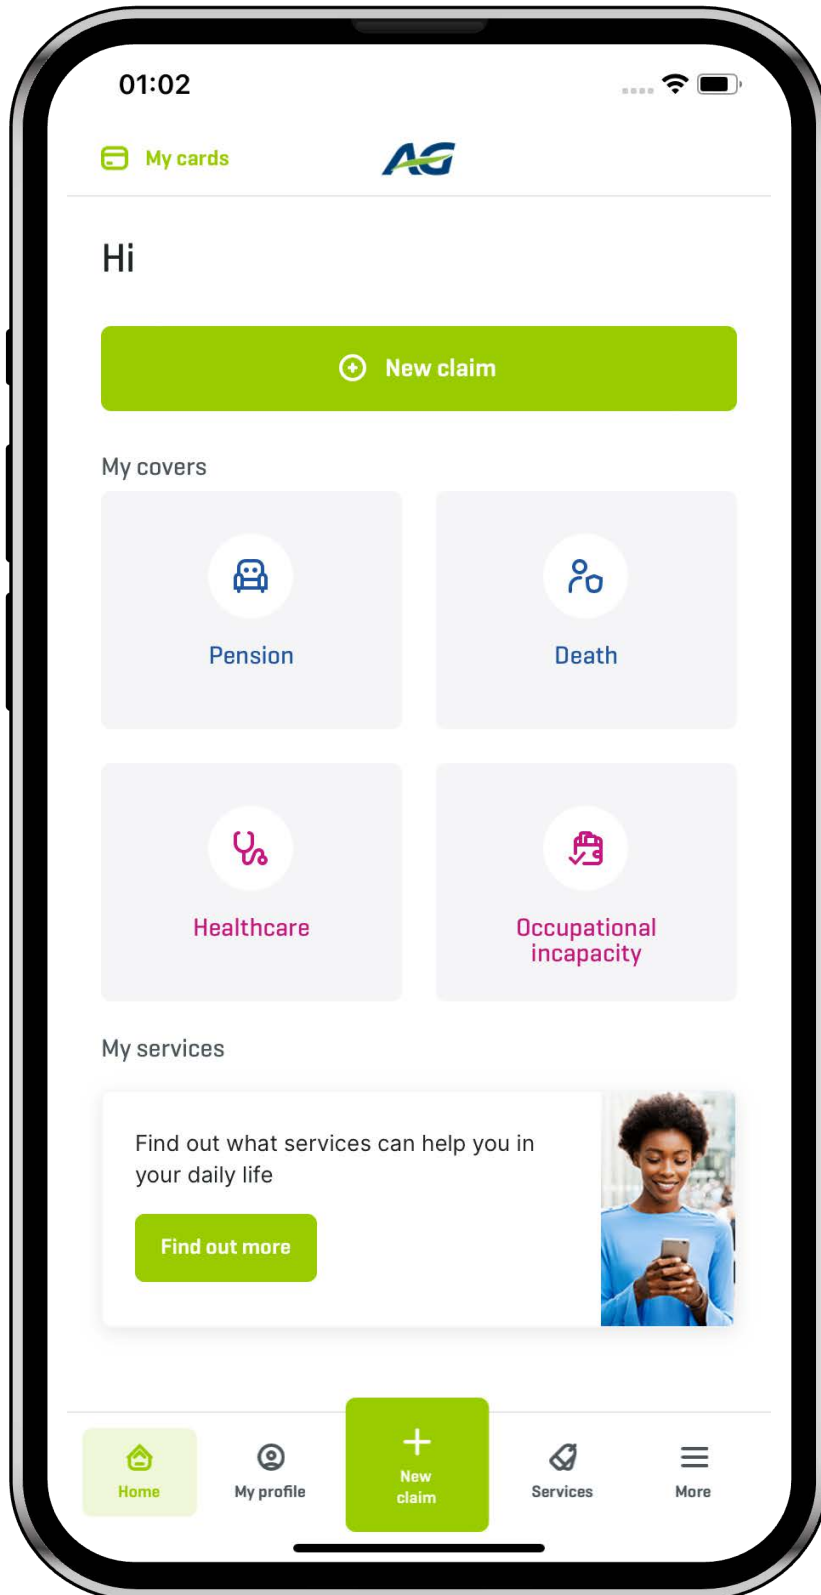 01:02
My cards
AG
Hi
New claim
My covers
Pension
Death
Healthcare
Occupational
incapacity
My services
Find out what services can help you in
your daily life
Find out more
Home
My profile
New
claim
Services
More